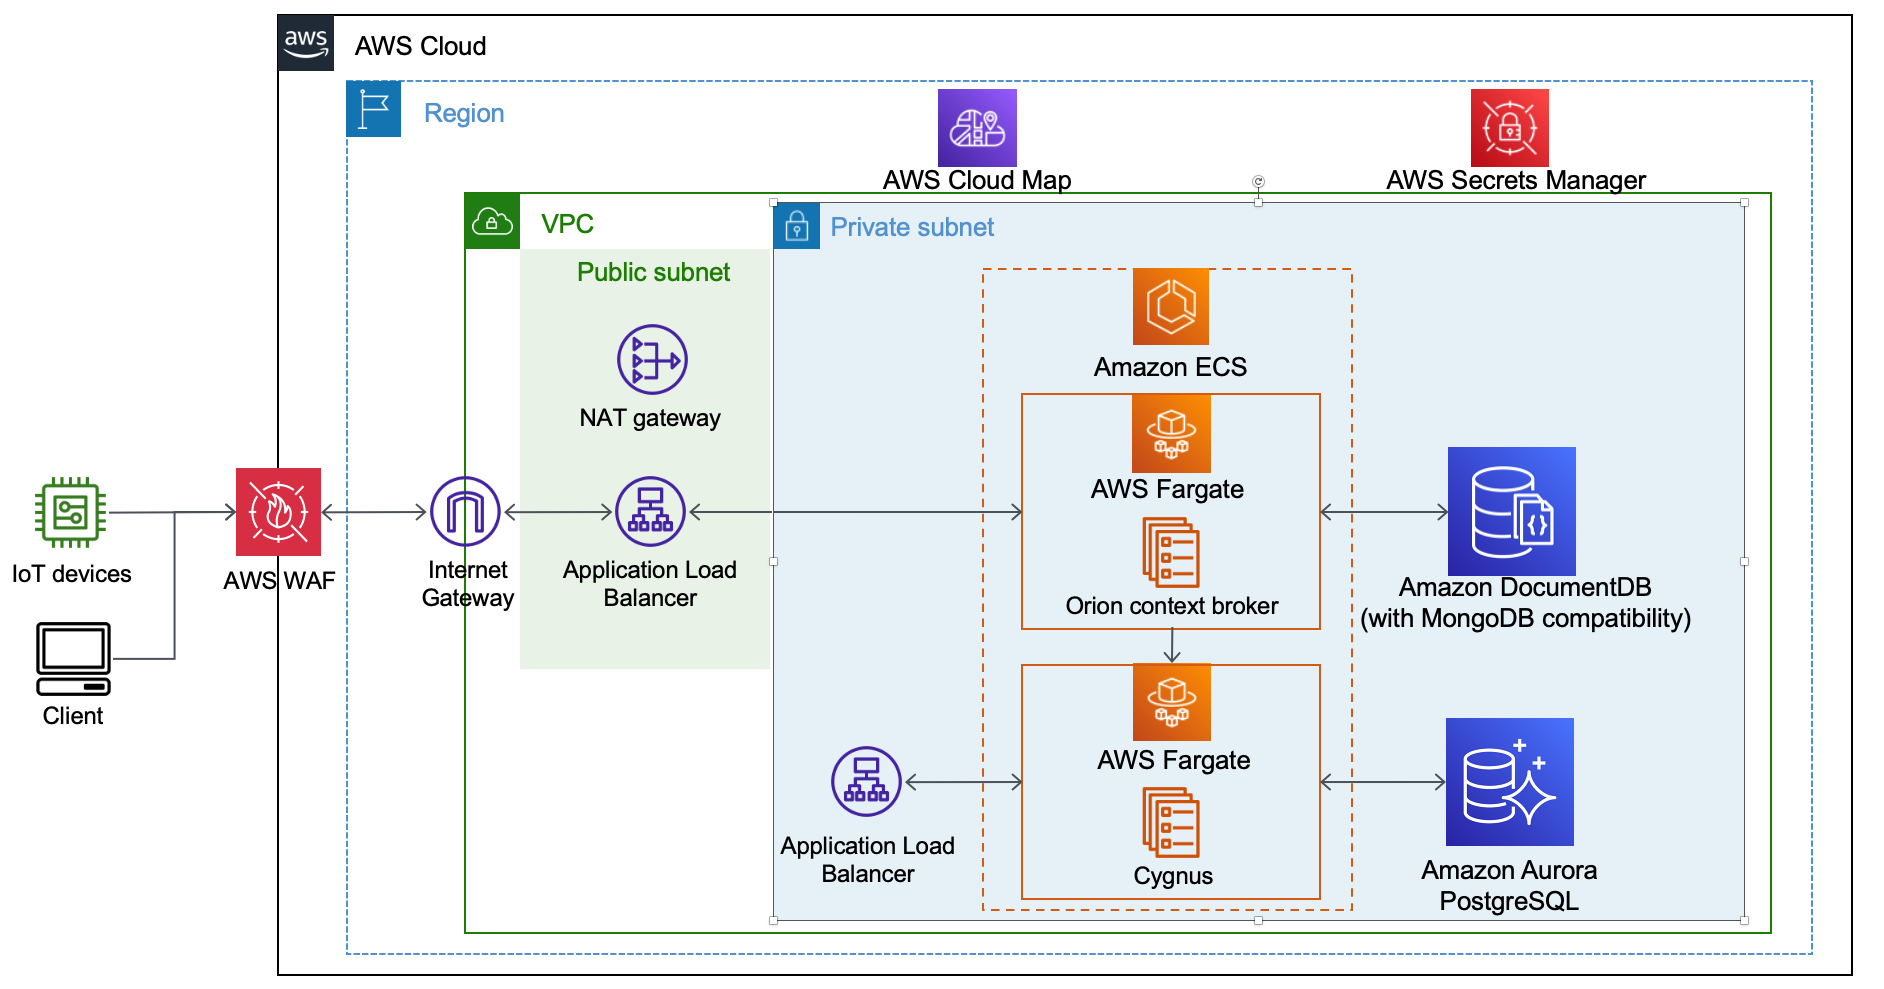 aws
AWS Cloud
Region
AWS Cloud Map
AWS Secrets Manager
VPC
Private subnet
Public subnet
NAT gateway
Amazon ECS
AWS Fargate
Orion context broker
IoT devices
AWS WAF
Internet
Gateway
Application Load
Balancer
Amazon DocumentDB
(with MongoDB compatibility)
Client
AWS Fargate
Cygnus
Application Load
Balancer
Amazon Aurora
PostgreSQL